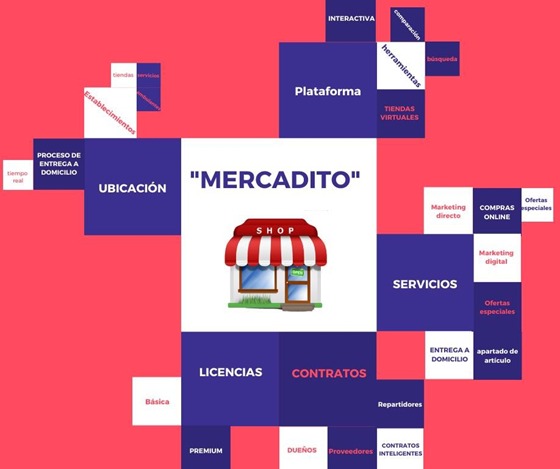 INTERACTIVA
comparación
herramientas
búsqueda
Plataforma
TIENDAS
VIRTUALES
tiendas
servicios
Establecimientos
PROCESO DE
ENTREGA A
DOMICILIO
tiempo
real
UBICACIÓN
"MERCADITO"
SHOP
OPEN
Marketing
directo
COMPRAS
ONLINE
Ofertas
especiales
Marketing
digital
SERVICIOS
Ofertas
especiales
ENTREGA A
DOMICILIO
apartado de
artículo
LICENCIAS
CONTRATOS
Básica
Repartidores
PREMIUM
DUEÑOS
Proveedores
CONTRATOS
INTELIGENTES